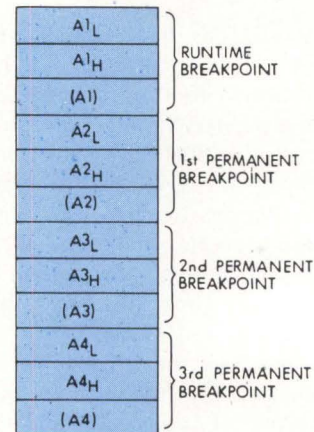 A1L
A1H
(A1)
RUNTIME
BREAKPOINT
A2L
A2H
(A2)
1st PERMANENT
BREAKPOINT
A3L
A3H
(A3)
2nd PERMANENT
BREAKPOINT
A4L
A4H
(A4)
3rd PERMANENT
BREAKPOINT